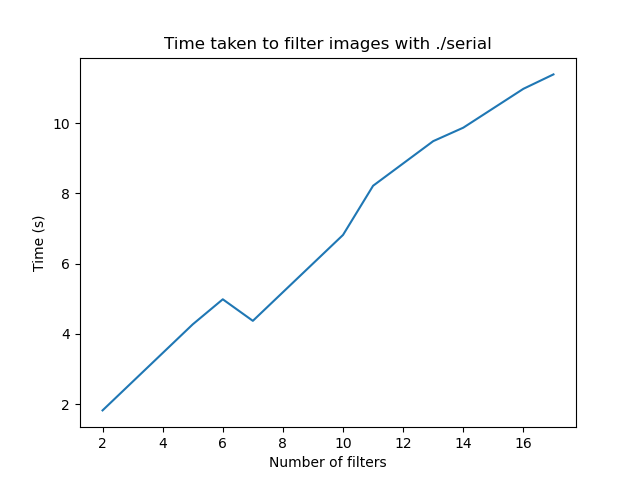 Time taken to filter images with ./serial
Time (s)
10
8
6
4
2
2 4 6 8 10 12 14 16
Number of filters